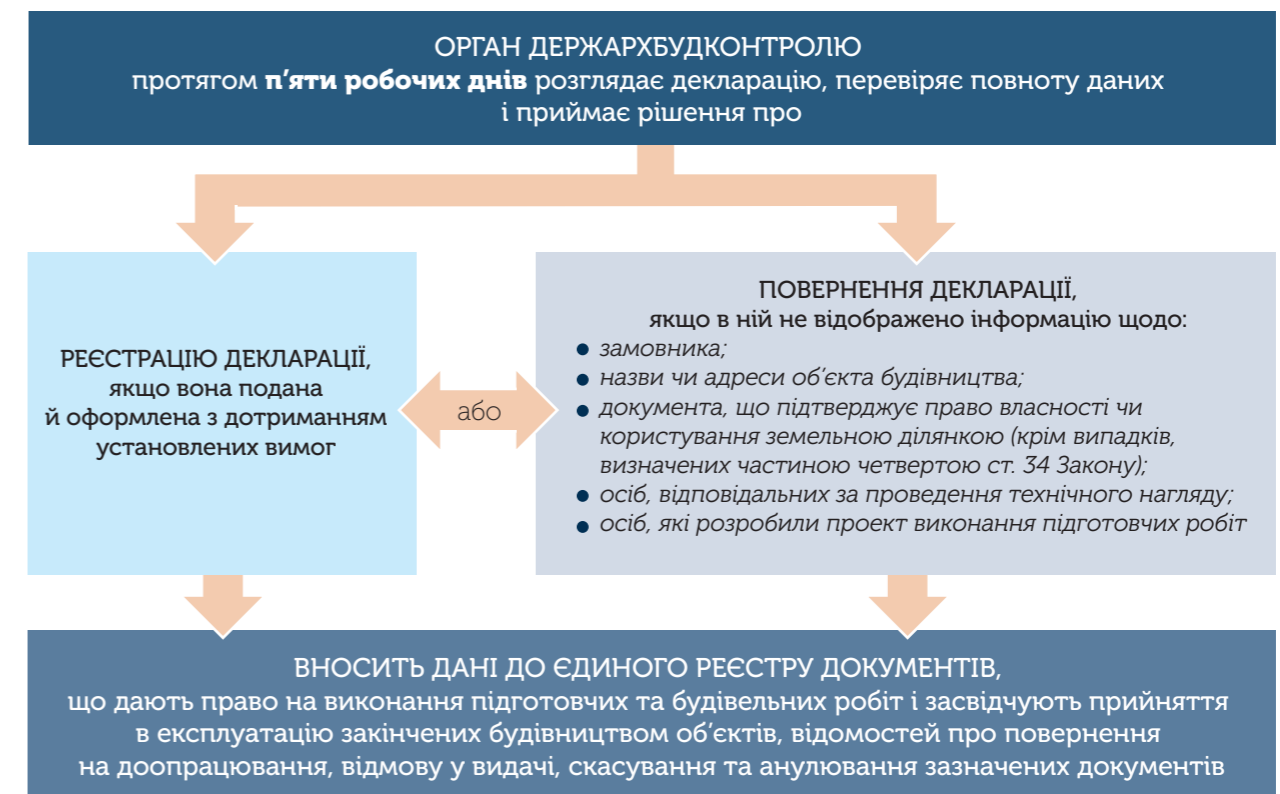 ОРГАН ДЕРЖАРХБУДКОНТРОЛЮ
протягом п’яти робочих днів розглядає декларацію, перевіряє повноту даних
і приймає рішення про
РЕЄСТРАЦІЮ ДЕКЛАРАЦІЇ,
якщо вона подана
й оформлена з дотриманням
установлених вимог
або
ПОВЕРНЕННЯ ДЕКЛАРАЦІЇ,
якщо в ній не відображено інформацію щодо:
● замовника;
● назви чи адреси об’єкта будівництва;
● документа, що підтверджує право власності чи
користування земельною ділянкою (крім випадків,
визначених частиною четвертою ст. 34 Закону);
● осіб, відповідальних за проведення технічного нагляду;
● осіб, які розробили проект виконання підготовчих робіт
ВНОСИТЬ ДАНІ ДО ЄДИНОГО РЕЄСТРУ ДОКУМЕНТІВ,
що дають право на виконання підготовчих та будівельних робіт і засвідчують прийняття
в експлуатацію закінчених будівництвом об’єктів, відомостей про повернення
на доопрацювання, відмову у видачі, скасування та анулювання зазначених документів